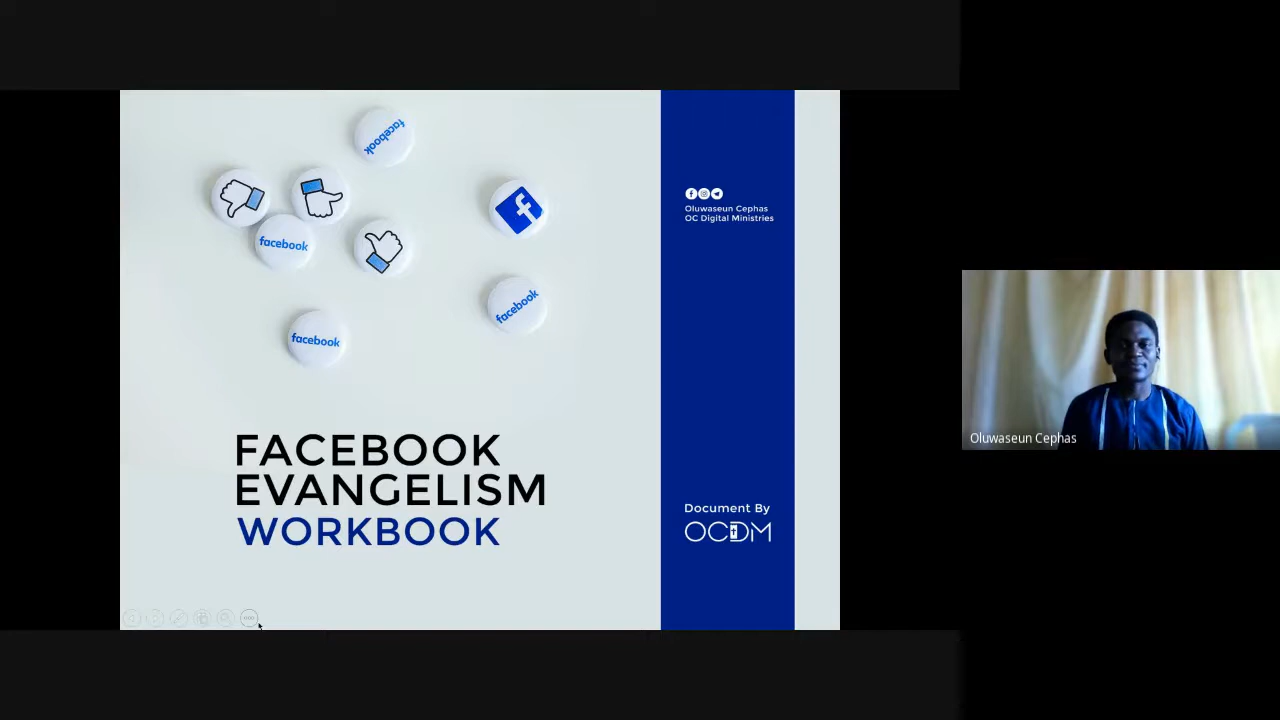 facebook
facebook
facebook
facebook
Oluwaseun Cephas
OC Digital Ministries
FACEBOOK
EVANGELISM
WORKBOOK
Document By
OCDM
Oluwaseun Cephas